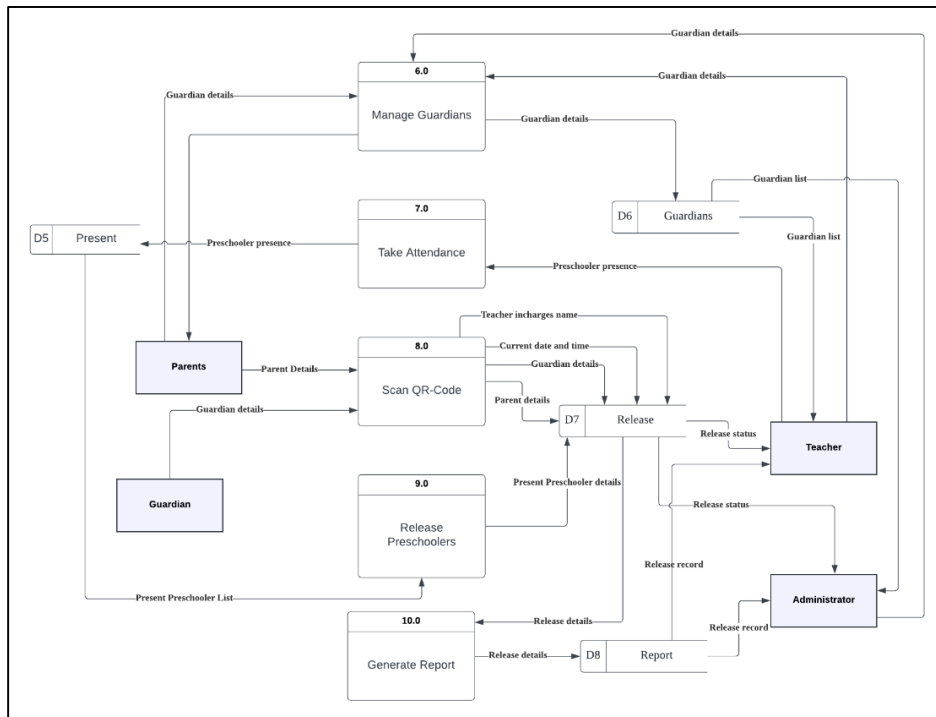 Guardian details
6.0
Guardian details
Guardian details
Manage Guardians
Guardian details
Guardian list
7.0
D6
Guardians
D5
Present
Guardian list
Preschooler presence
Take Attendance
Preschooler presence
Teacher incharges name
8.0
Current date and time
Parents
Parent Details
Guardian details
Scan QR-Code
Parent details
Guardian details
D7
Release
Release status
Teacher
9.0
Present Preschooler details
Guardian
Release status
Release
Preschoolers
Release record
Present Preschooler List
Administrator
10.0
Release details
Release record
Release details
D8
Report
Generate Report